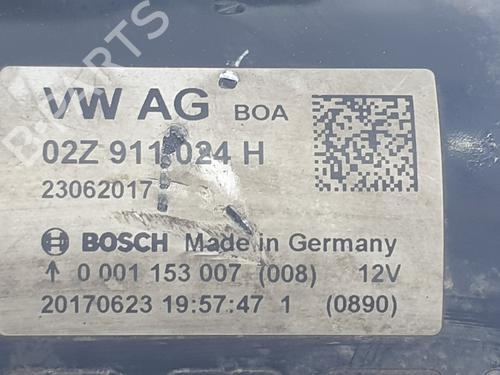 VW AG BOA
02Z 911 024 H
23062017
BOSCH Made in Germany
↑ 0 001 153 007 (008) 12V
20170623 19:57:47 1 (0890)
B-PARTS